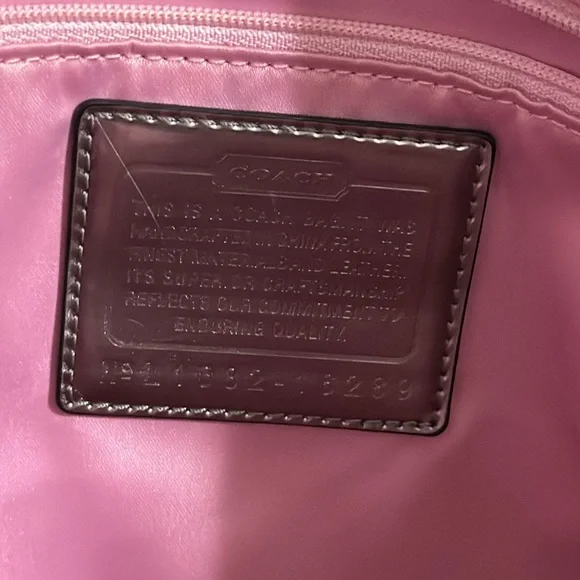 COACH
THIS IS A COACH BAG. IT WAS
HANDCRAFTED IN CHINA FROM THE
FINEST MATERIALS AND LEATHER.
ITS SUPERIOR CRAFTSMANSHIP
REFLECTS OUR COMMITMENT TO
ENDURING QUALITY.